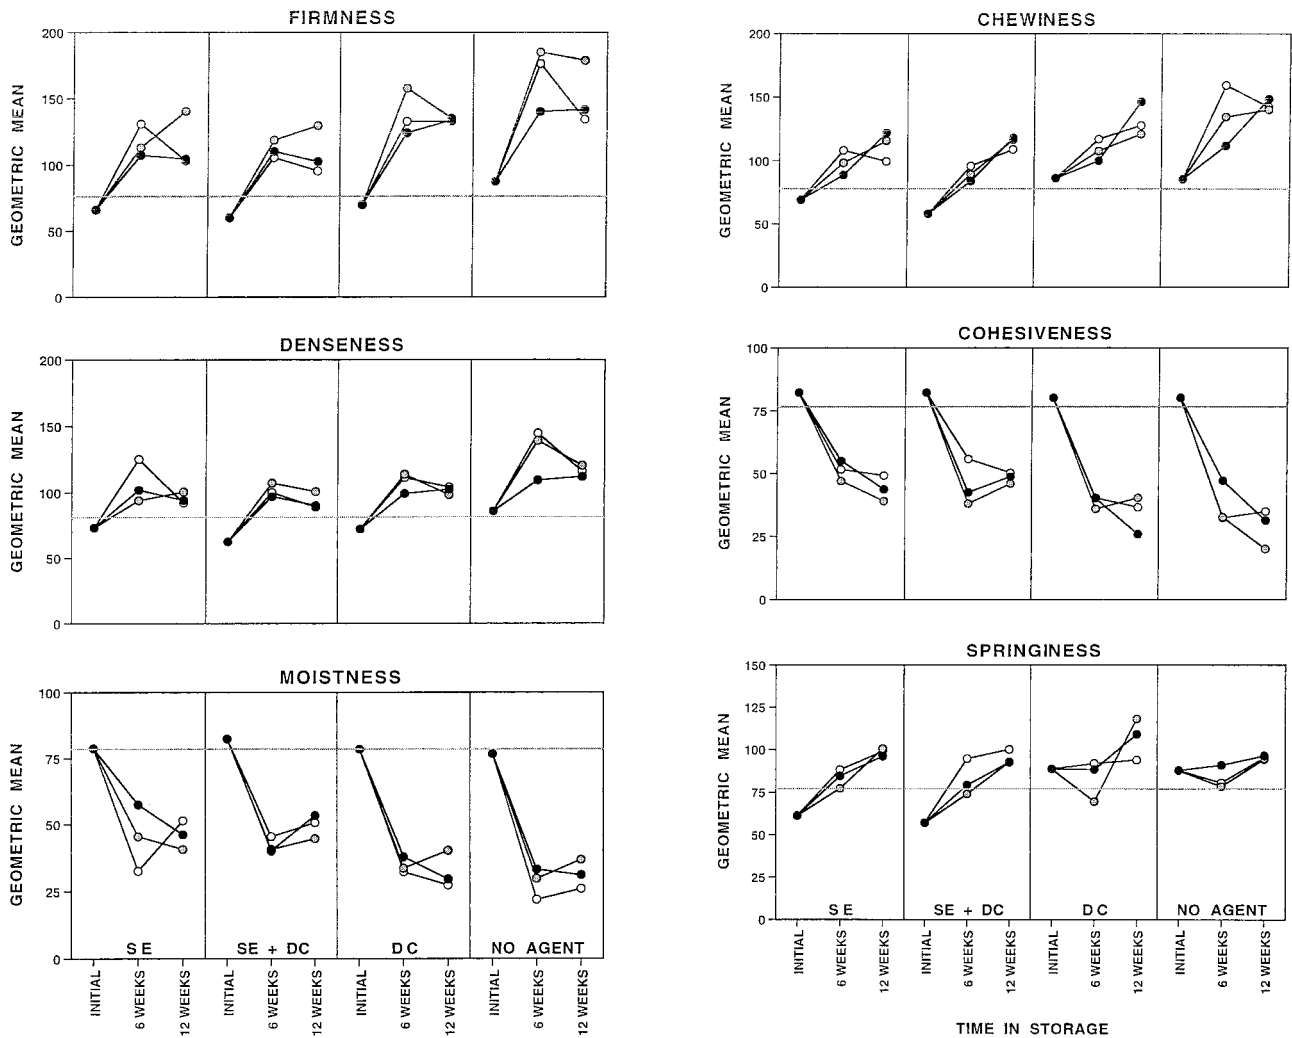 FIRMNESS
GEOMETRIC MEAN
200
150
100
50
0
DENSENESS
GEOMETRIC MEAN
200
150
100
50
0
MOISTNESS
GEOMETRIC MEAN
100
75
50
25
0
SE
SE + DC
DC
NO AGENT
INITIAL
6 WEEKS
12 WEEKS
INITIAL
6 WEEKS
12 WEEKS
INITIAL
6 WEEKS
12 WEEKS
INITIAL
6 WEEKS
12 WEEKS
CHEWINESS
GEOMETRIC MEAN
200
150
100
50
0
COHESIVENESS
GEOMETRIC MEAN
100
75
50
25
0
SPRINGINESS
GEOMETRIC MEAN
150
125
100
75
50
25
0
SE
SE + DC
DC
NO AGENT
INITIAL
6 WEEKS
12 WEEKS
INITIAL
6 WEEKS
12 WEEKS
INITIAL
6 WEEKS
12 WEEKS
INITIAL
6 WEEKS
12 WEEKS
TIME IN STORAGE